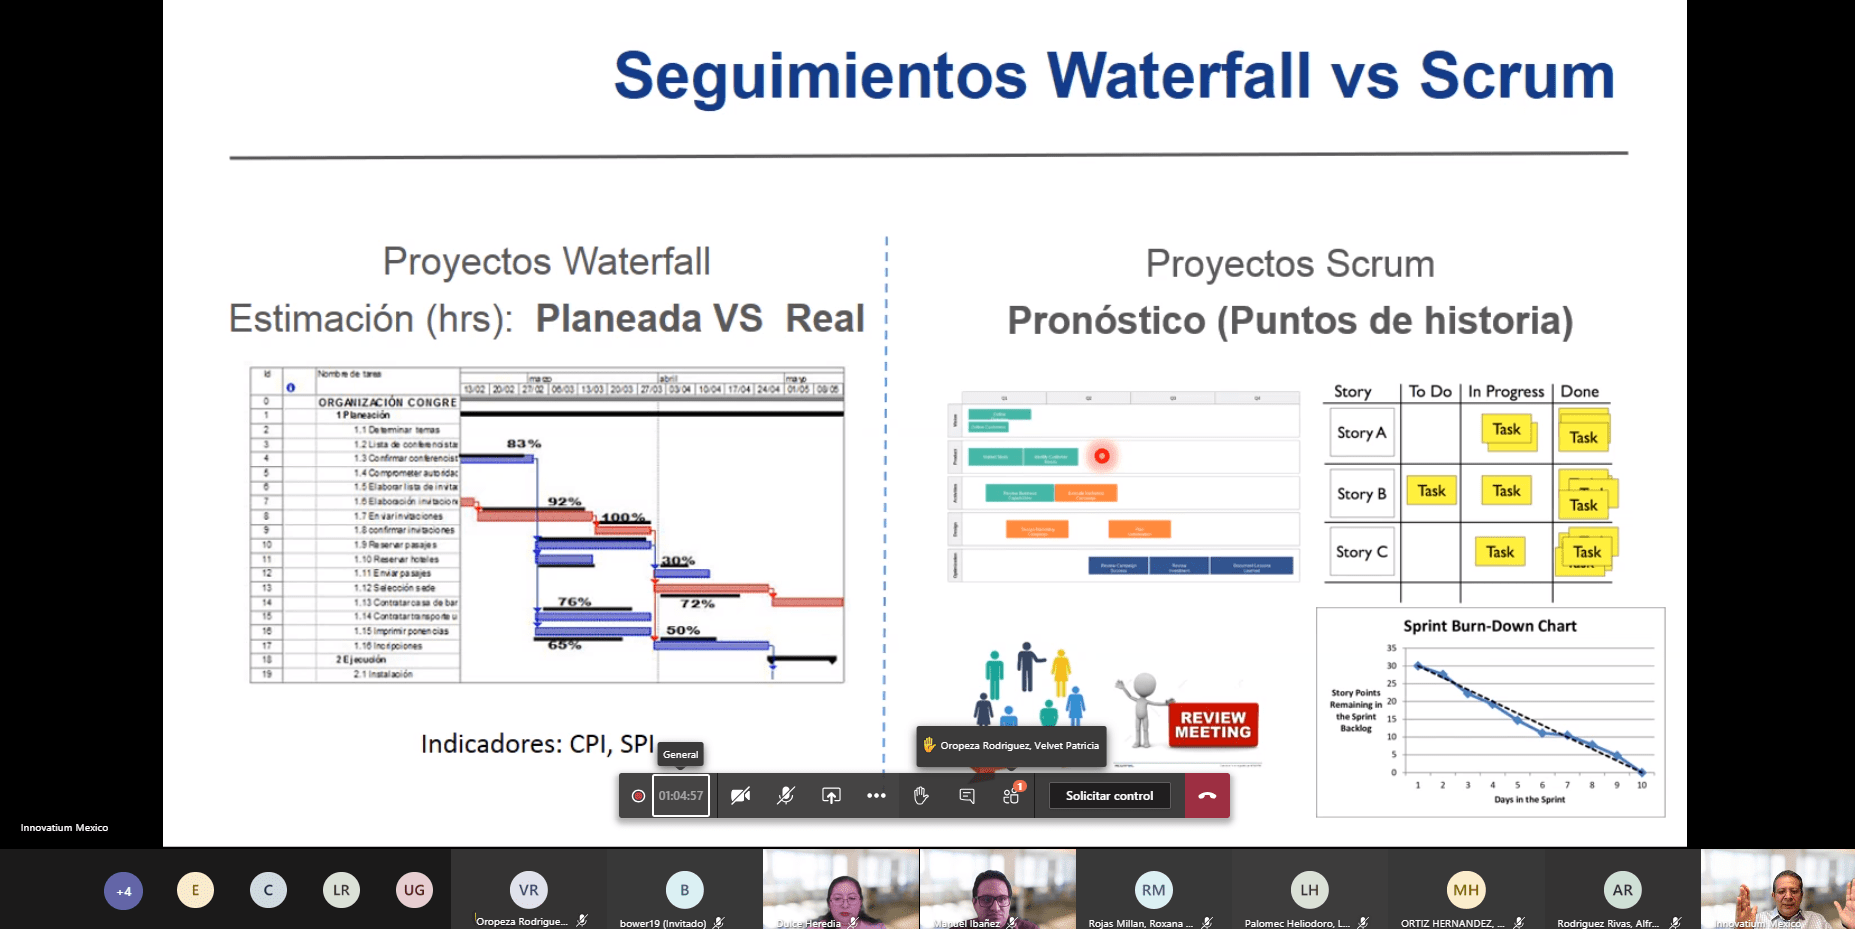 Seguimientos Waterfall vs Scrum
Proyectos Waterfall
Estimación (hrs): Planeada VS Real
Id
Nombre de tarea
marzo
abril
mayo
13/02 20/02 27/02 06/03 13/03 20/03 27/03 03/04 10/04 17/04 24/04 01/05 08/05
0 ORGANIZACIÓN CONGRE
1 1 Planeación
2 1.1 Determinar temas
3 1.2 Lista de conferencista
4 1.3 Confirmar conferencist
5 1.4 Comprometer autoridac
6 1.5 Elaborar lista de invita
7 1.6 Elaboración invitacion
8 1.7 Enviar invitaciones
9 1.8 confirmar invitaciones
10 1.9 Reservar pasajes
11 1.10 Reservar hoteles
12 1.11 Enviar pasajes
13 1.12 Selección sede
14 1.13 Contratar casa de bar
15 1.14 Contratar transporte u
16 1.15 Imprimir ponencias
17 1.16 Incripciones
18 2 Ejecución
19 2.1 Instalación
83%
92%
100%
30%
76%
72%
50%
65%
Indicadores: CPI, SPI
Proyectos Scrum
Pronóstico (Puntos de historia)
Q1 Q2 Q3 Q4
Story To Do In Progress Done
Story A Task Task
Story B Task Task Task
Story C Task Task
REVIEW
MEETING
Sprint Burn-Down Chart
Story Points
Remaining in
the Sprint
Backlog
35
30
25
20
15
10
5
0
1 2 3 4 5 6 7 8 9 10
Days in the Sprint
General
Oropeza Rodriguez, Velvet Patricia
01:04:57
1
Solicitar control
Innovatium Mexico
+4
E
C
LR
UG
VR
Oropeza Rodrigue...
B
bower19 (Invitado)
Dulce Heredia
Manuel Ibañez
RM
Rojas Millan, Roxana ...
LH
Palomec Heliodoro, L...
MH
ORTIZ HERNANDEZ, ...
AR
Rodriguez Rivas, Alfr...
Innovatium Mexico